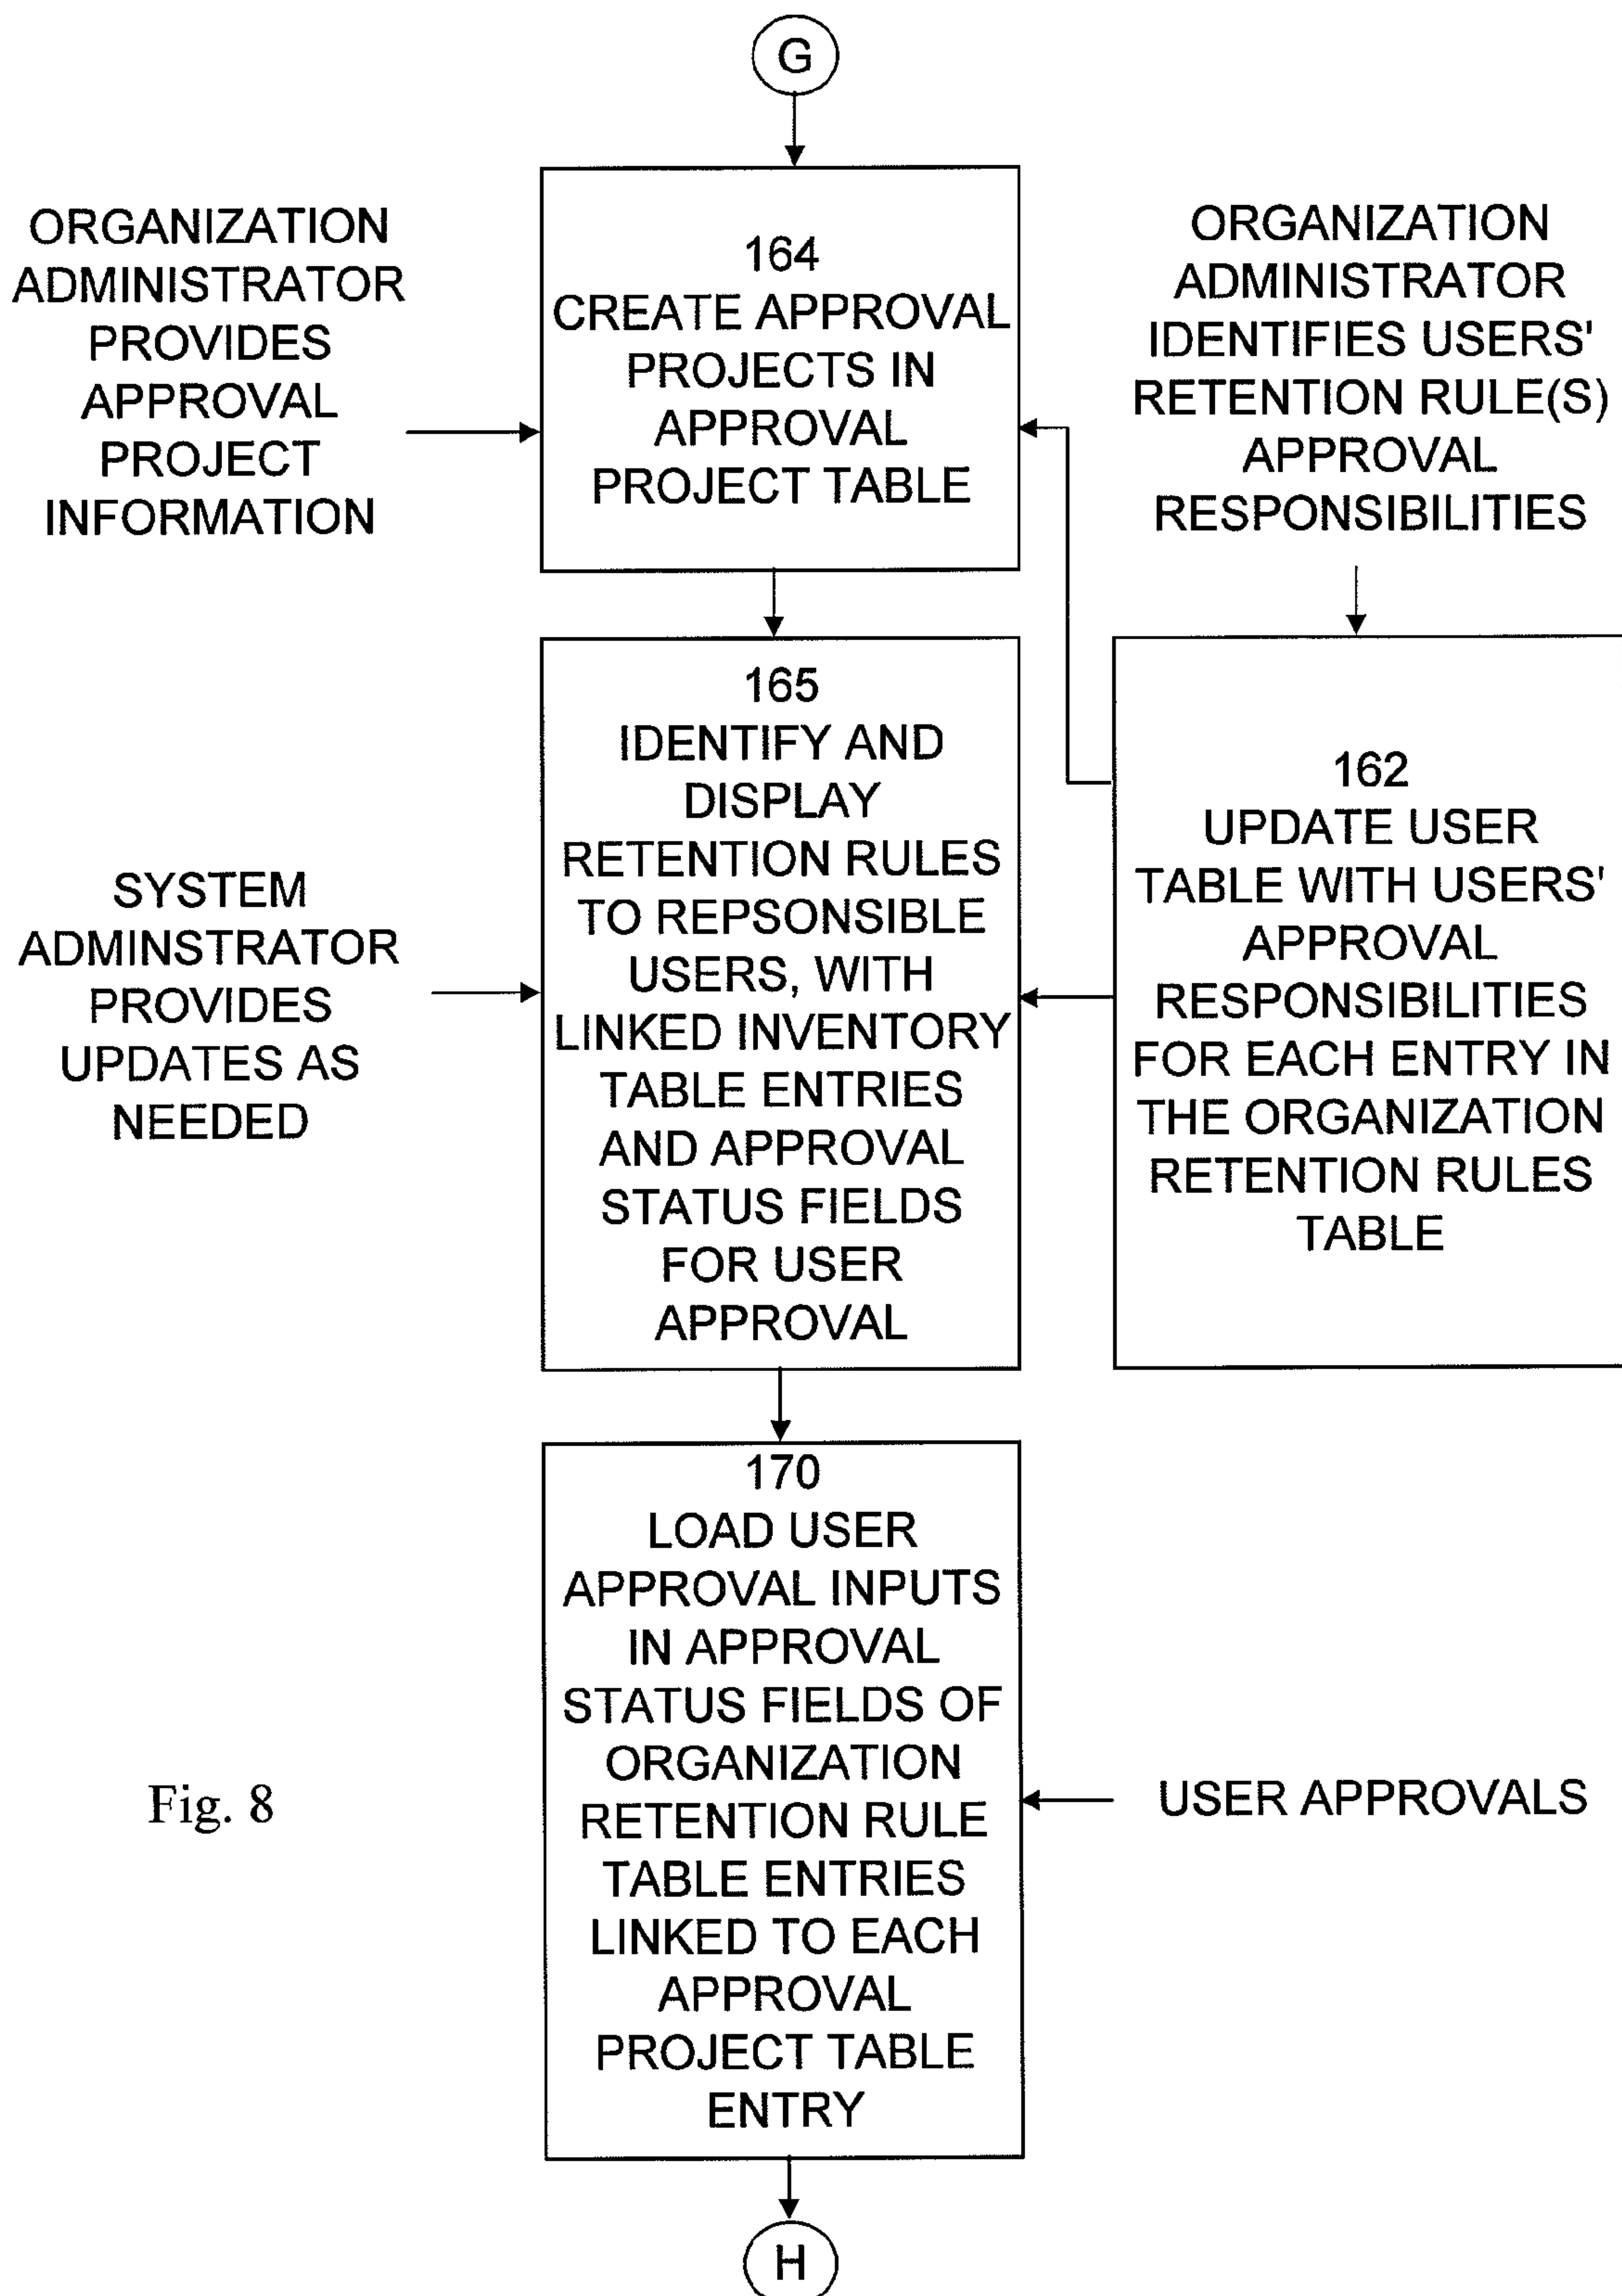 G
ORGANIZATION
ADMINISTRATOR
PROVIDES
APPROVAL
PROJECT
INFORMATION
164
CREATE APPROVAL
PROJECTS IN
APPROVAL
PROJECT TABLE
ORGANIZATION
ADMINISTRATOR
IDENTIFIES USERS'
RETENTION RULE(S)
APPROVAL
RESPONSIBILITIES
SYSTEM
ADMINSTRATOR
PROVIDES
UPDATES AS
NEEDED
165
IDENTIFY AND
DISPLAY
RETENTION RULES
TO REPSONSIBLE
USERS, WITH
LINKED INVENTORY
TABLE ENTRIES
AND APPROVAL
STATUS FIELDS
FOR USER
APPROVAL
162
UPDATE USER
TABLE WITH USERS'
APPROVAL
RESPONSIBILITIES
FOR EACH ENTRY IN
THE ORGANIZATION
RETENTION RULES
TABLE
170
LOAD USER
APPROVAL INPUTS
IN APPROVAL
STATUS FIELDS OF
ORGANIZATION
RETENTION RULE
TABLE ENTRIES
LINKED TO EACH
APPROVAL
PROJECT TABLE
ENTRY
USER APPROVALS
Fig. 8
H